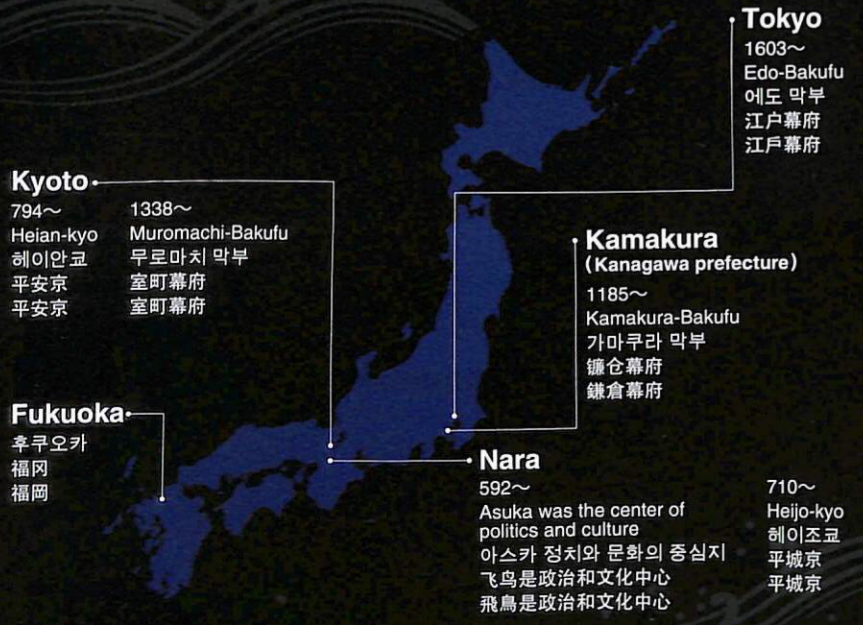 Tokyo
1603～
Edo-Bakufu
에도 막부
江户幕府
江戶幕府
Kyoto
794～
Heian-kyo
헤이안쿄
平安京
平安京
1338～
Muromachi-Bakufu
무로마치 막부
室町幕府
室町幕府
Kamakura
(Kanagawa prefecture)
1185～
Kamakura-Bakufu
가마쿠라 막부
镰仓幕府
鎌倉幕府
Fukuoka
후쿠오카
福冈
福岡
Nara
592～
Asuka was the center of
politics and culture
아스카 정치와 문화의 중심지
飞鸟是政治和文化中心
飛鳥是政治和文化中心
710～
Heijo-kyo
헤이조쿄
平城京
平城京